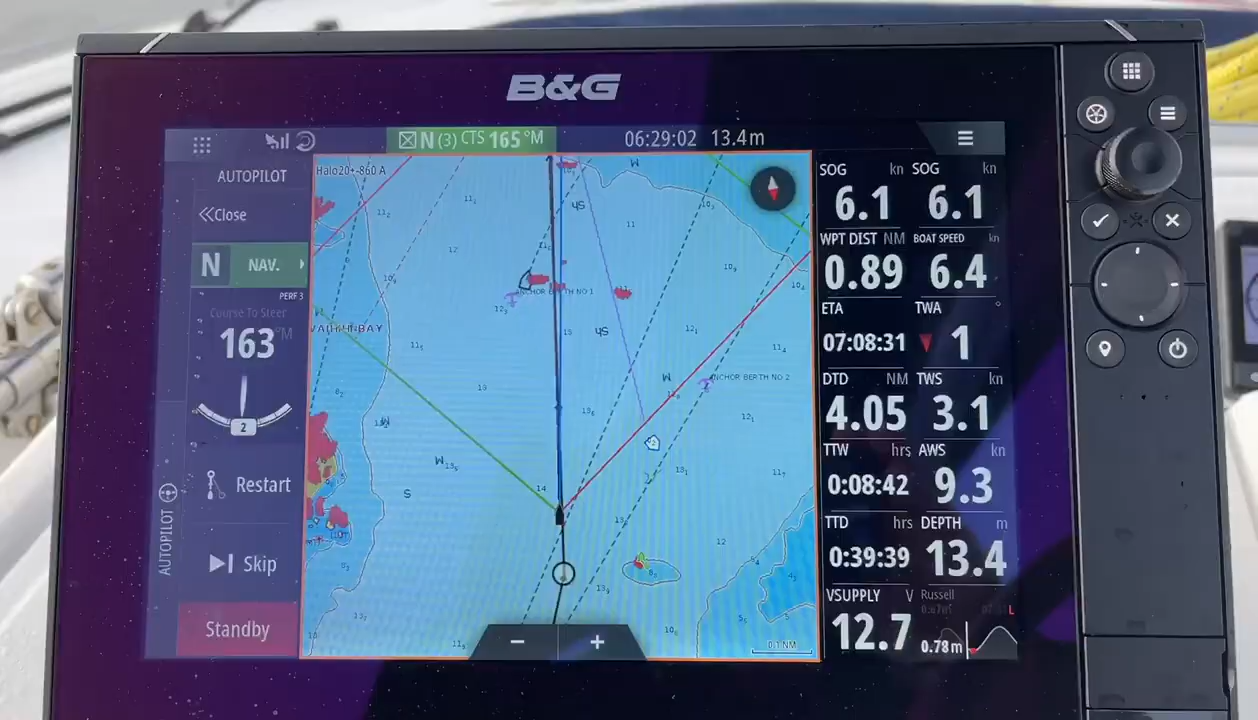 B&G
N (3) CTS 165 °M
06:29:02 13.4m
AUTOPILOT
Close
N NAV.
PERF 3
Course To Steer
163 °M
2
Restart
Skip
Standby
AUTOPILOT
Halo20+-860 A
ANCHOR BERTH NO 1
ANCHOR BERTH NO 2
0.1 NM
SOG kn
6.1
SOG kn
6.1
WPT DIST NM
0.89
BOAT SPEED kn
6.4
ETA
07:08:31
TWA °
1
DTD NM
4.05
TWS kn
3.1
TTW hrs
0:08:42
AWS kn
9.3
TTD hrs
0:39:39
DEPTH m
13.4
VSUPPLY V
12.7
Russell
0.78m
L